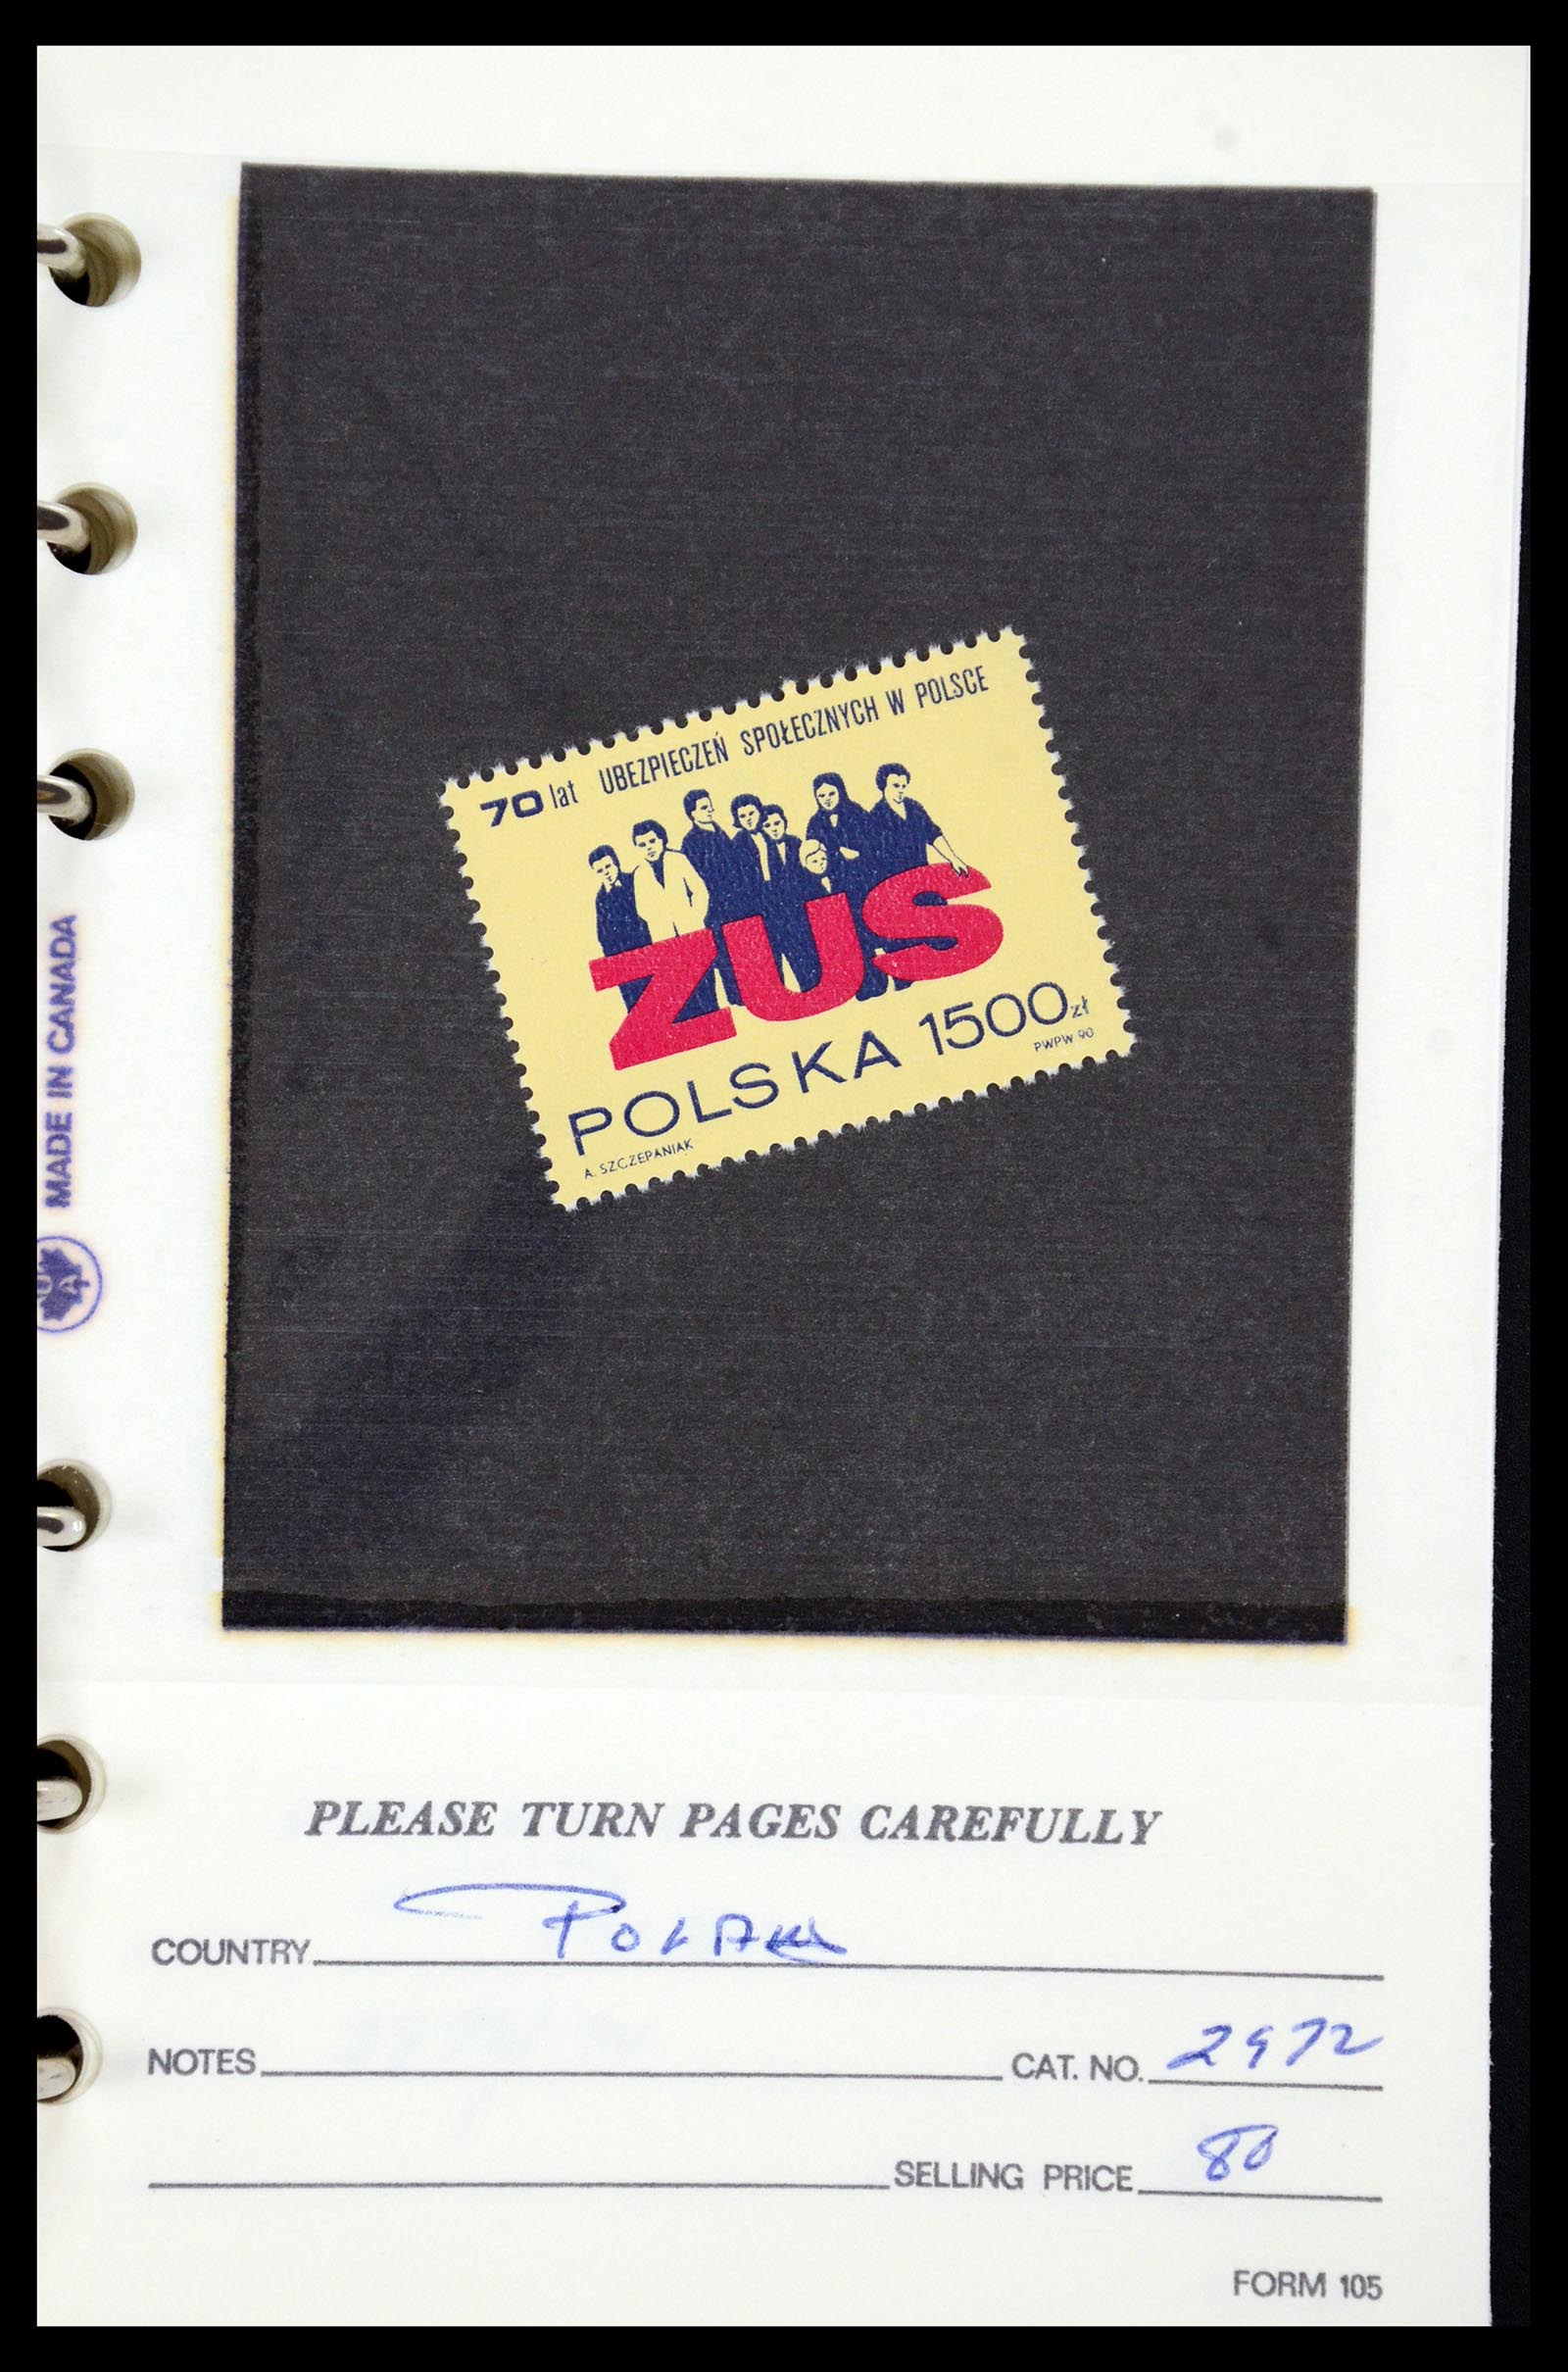 70 lat UBEZPIECZEŃ SPOŁECZNYCH W POLSCE
ZUS
POLSKA 1500 zł
PWPW 90
A. SZCZEPANIAK
MADE IN CANADA
PLEASE TURN PAGES CAREFULLY
COUNTRY
NOTES CAT. NO. 2972
SELLING PRICE 80
FORM 105